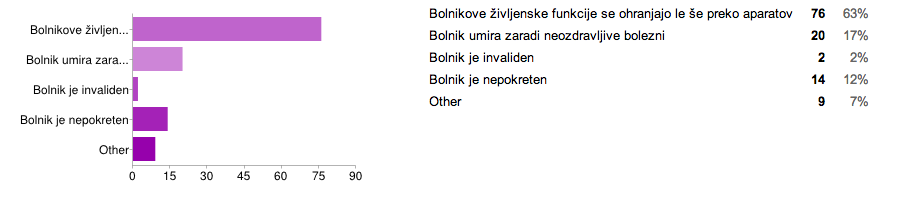 Bolnikove življen...
Bolnik umira zara...
Bolnik je invaliden
Bolnik je nepokreten
Other
0 15 30 45 60 75 90
Bolnikove življenske funkcije se ohranjajo le še preko aparatov 76 63%
Bolnik umira zaradi neozdravljive bolezni 20 17%
Bolnik je invaliden 2 2%
Bolnik je nepokreten 14 12%
Other 9 7%